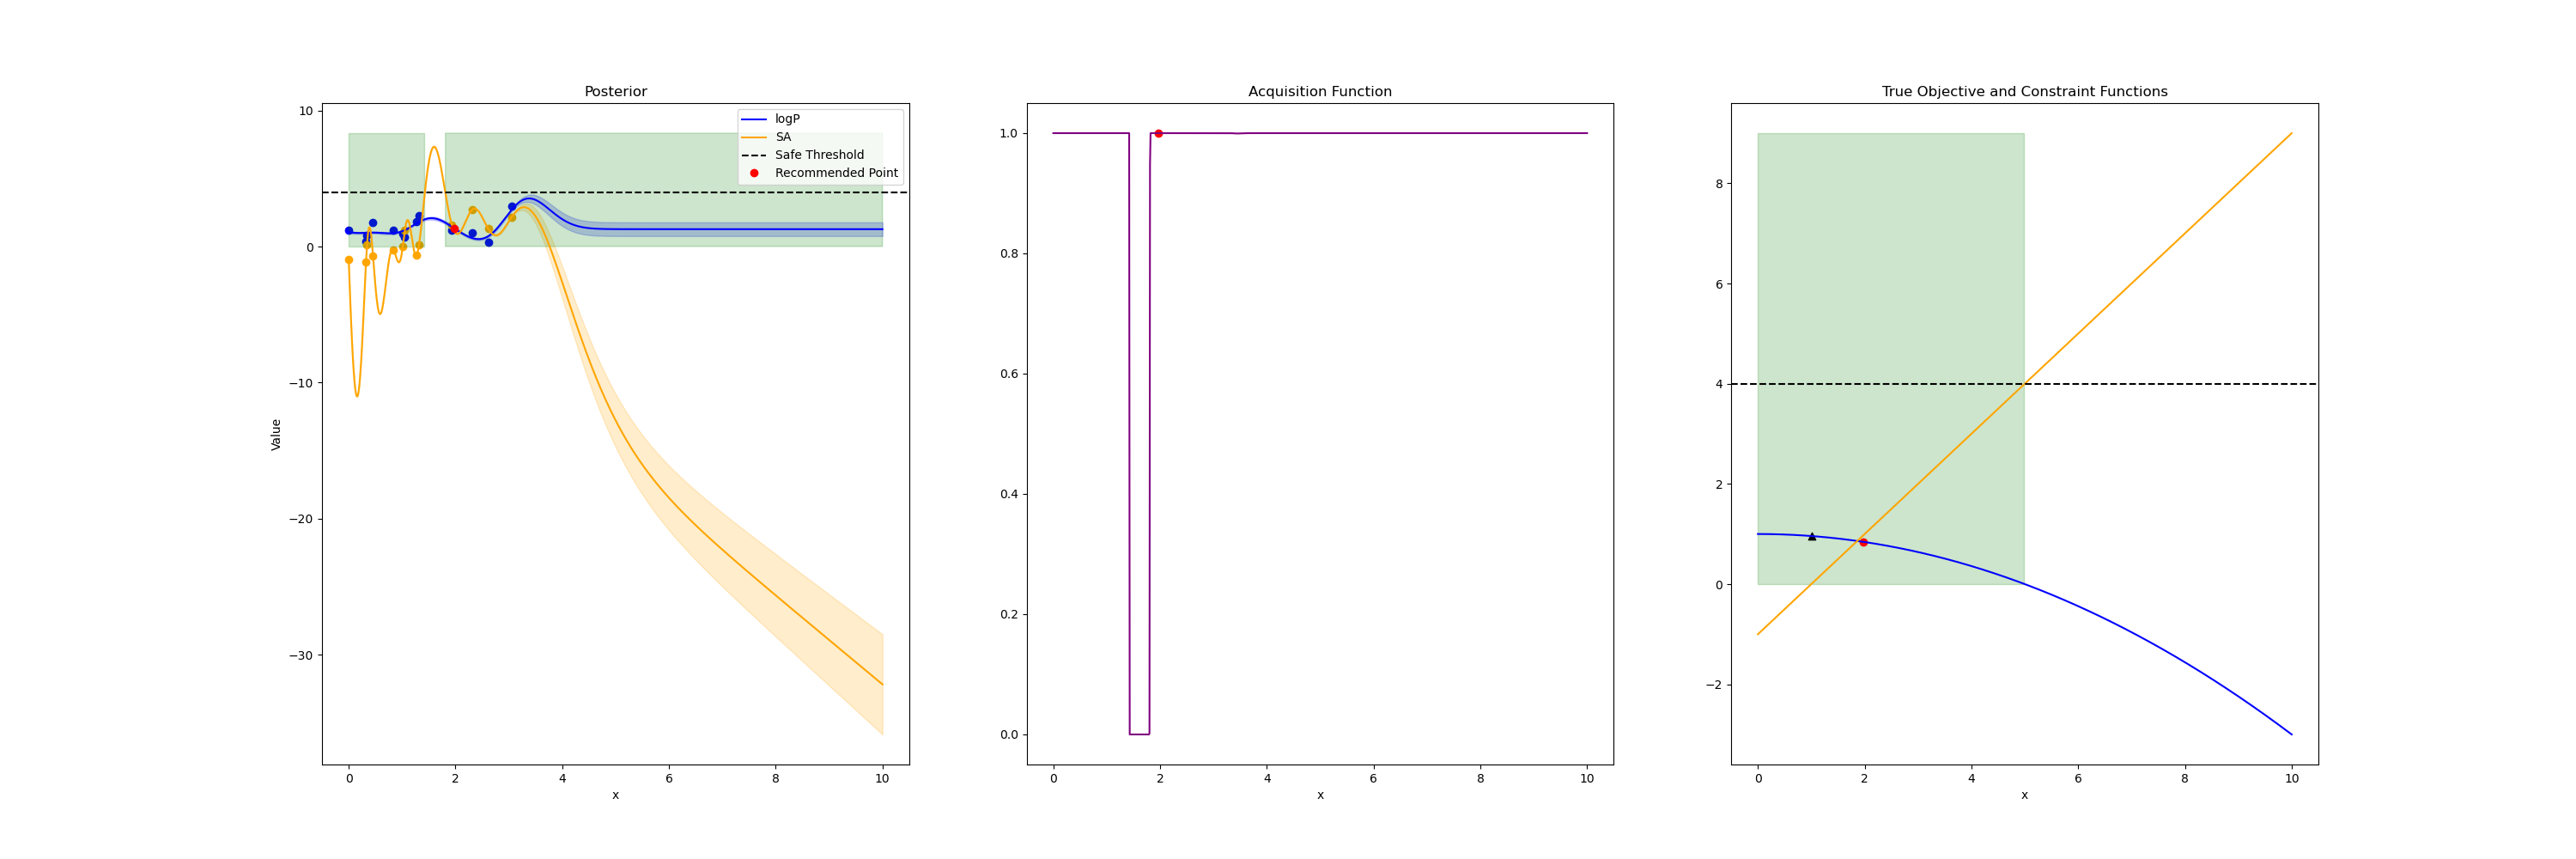 Posterior
10
0
−10
−20
−30
Value
0 2 4 6 8 10
x
logP
SA
Safe Threshold
Recommended Point
Acquisition Function
1.0
0.8
0.6
0.4
0.2
0.0
0 2 4 6 8 10
x
True Objective and Constraint Functions
8
6
4
2
0
−2
0 2 4 6 8 10
x